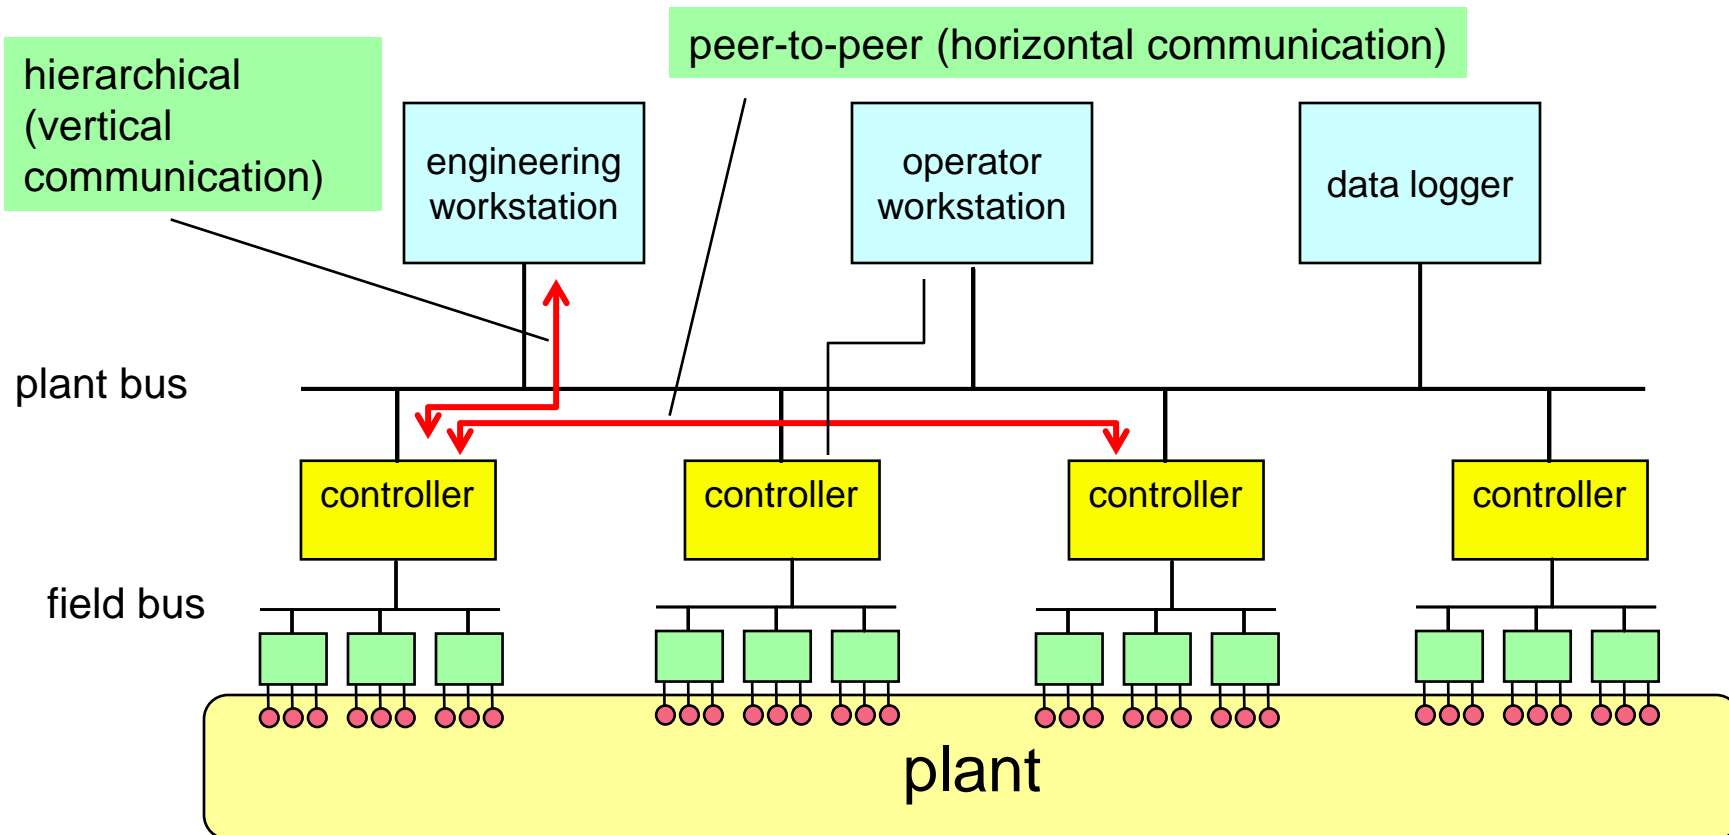 peer-to-peer (horizontal communication)
hierarchical
(vertical
communication)
engineering
workstation
operator
workstation
data logger
plant bus
controller
controller
controller
controller
field bus
plant